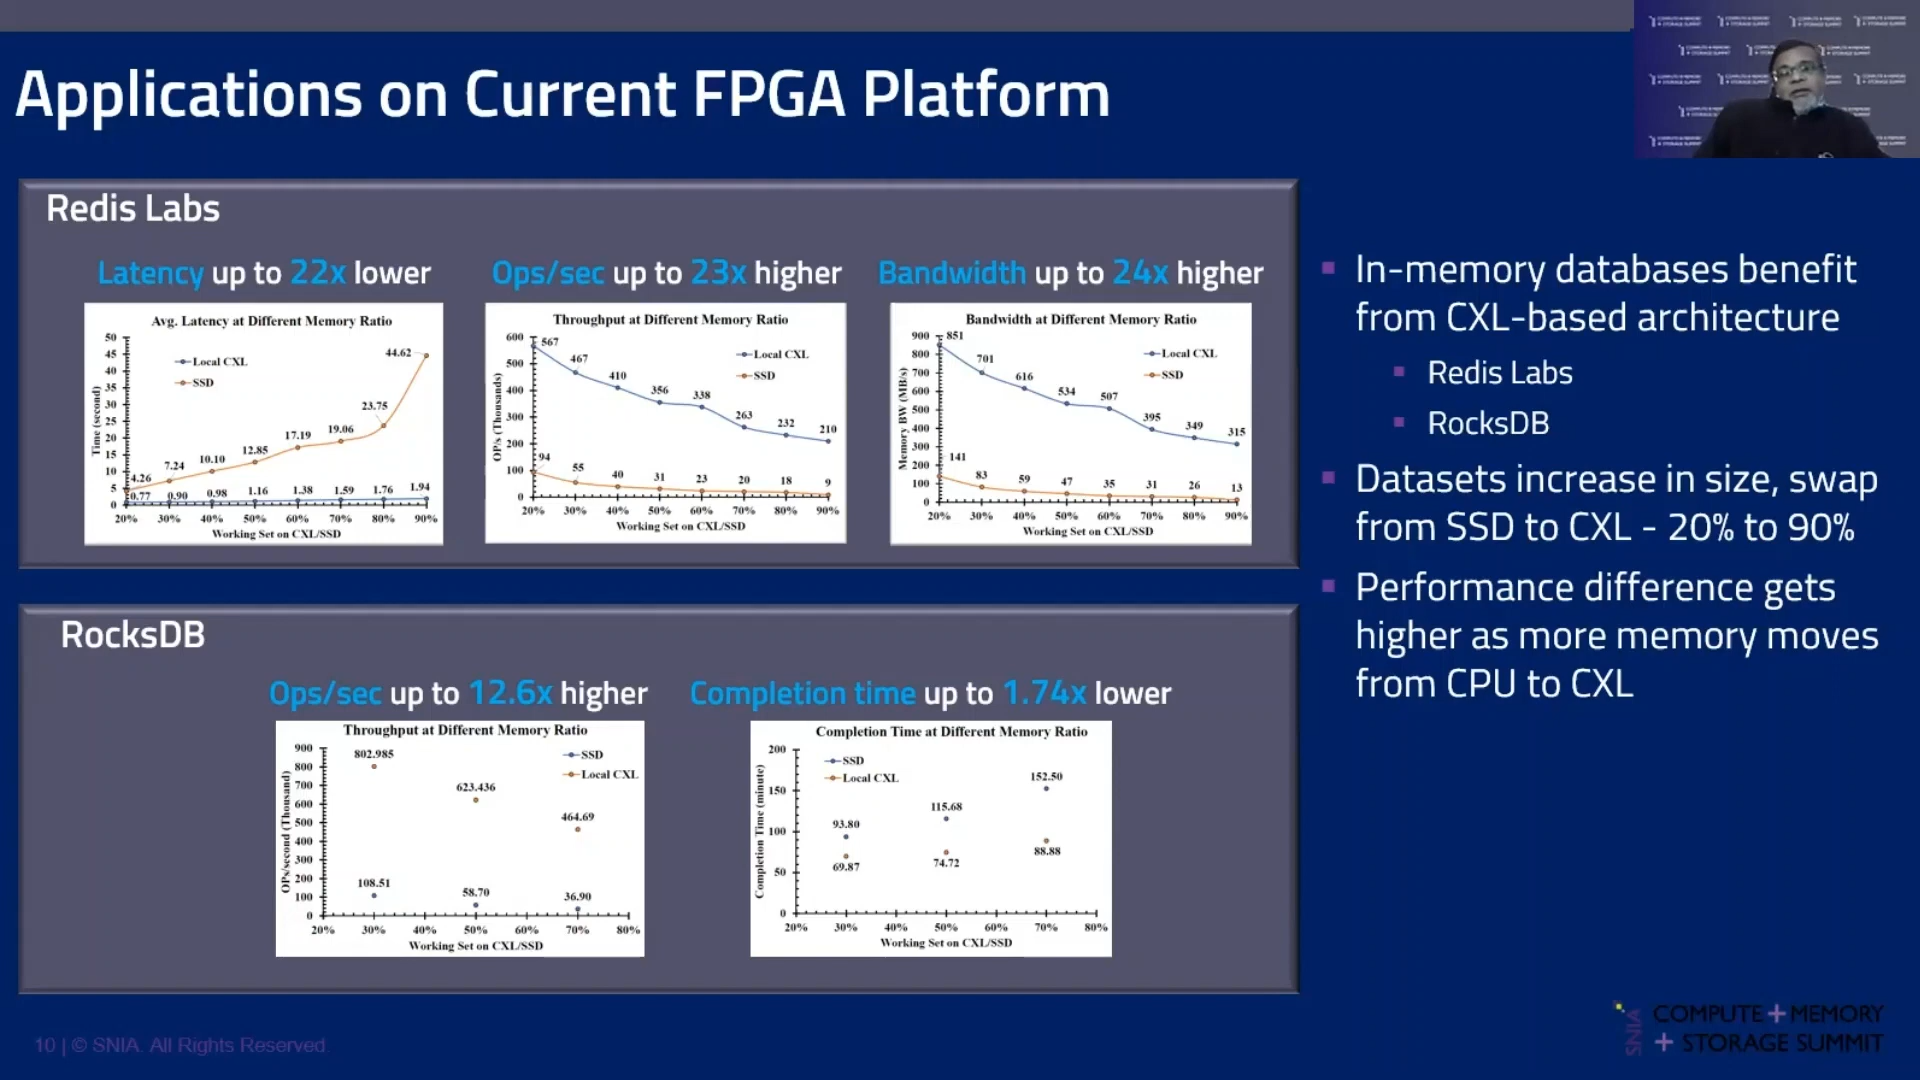 Applications on Current FPGA Platform
Redis Labs
Latency up to 22x lower
Avg. Latency at Different Memory Ratio
Time (second)
50
45
40
35
30
25
20
15
10
5
0
Local CXL
SSD
4.26
7.24
10.10
12.85
17.19
19.06
23.75
44.62
0.77
0.90
0.98
1.16
1.38
1.59
1.76
1.94
20% 30% 40% 50% 60% 70% 80% 90%
Working Set on CXL/SSD
Ops/sec up to 23x higher
Throughput at Different Memory Ratio
OP/s (Thousands)
600
500
400
300
200
100
0
Local CXL
SSD
567
467
410
356
338
263
232
210
94
55
40
31
23
20
18
9
20% 30% 40% 50% 60% 70% 80% 90%
Working Set on CXL/SSD
Bandwidth up to 24x higher
Bandwidth at Different Memory Ratio
Memory BW (MB/s)
900
800
700
600
500
400
300
200
100
0
Local CXL
SSD
851
701
616
534
507
395
349
315
141
83
59
47
35
31
26
13
20% 30% 40% 50% 60% 70% 80% 90%
Working Set on CXL/SSD
RocksDB
Ops/sec up to 12.6x higher
Throughput at Different Memory Ratio
OPs/second (Thousand)
900
800
700
600
500
400
300
200
100
0
SSD
Local CXL
802.985
623.436
464.69
108.51
58.70
36.90
20% 30% 40% 50% 60% 70% 80%
Working Set on CXL/SSD
Completion time up to 1.74x lower
Completion Time at Different Memory Ratio
Completion Time (minute)
200
150
100
50
0
SSD
Local CXL
93.80
115.68
152.50
69.87
74.72
88.88
20% 30% 40% 50% 60% 70% 80%
Working Set on CXL/SSD
In-memory databases benefit
from CXL-based architecture
Redis Labs
RocksDB
Datasets increase in size, swap
from SSD to CXL - 20% to 90%
Performance difference gets
higher as more memory moves
from CPU to CXL
10 | © SNIA. All Rights Reserved.
SNIA
COMPUTE + MEMORY
+ STORAGE SUMMIT